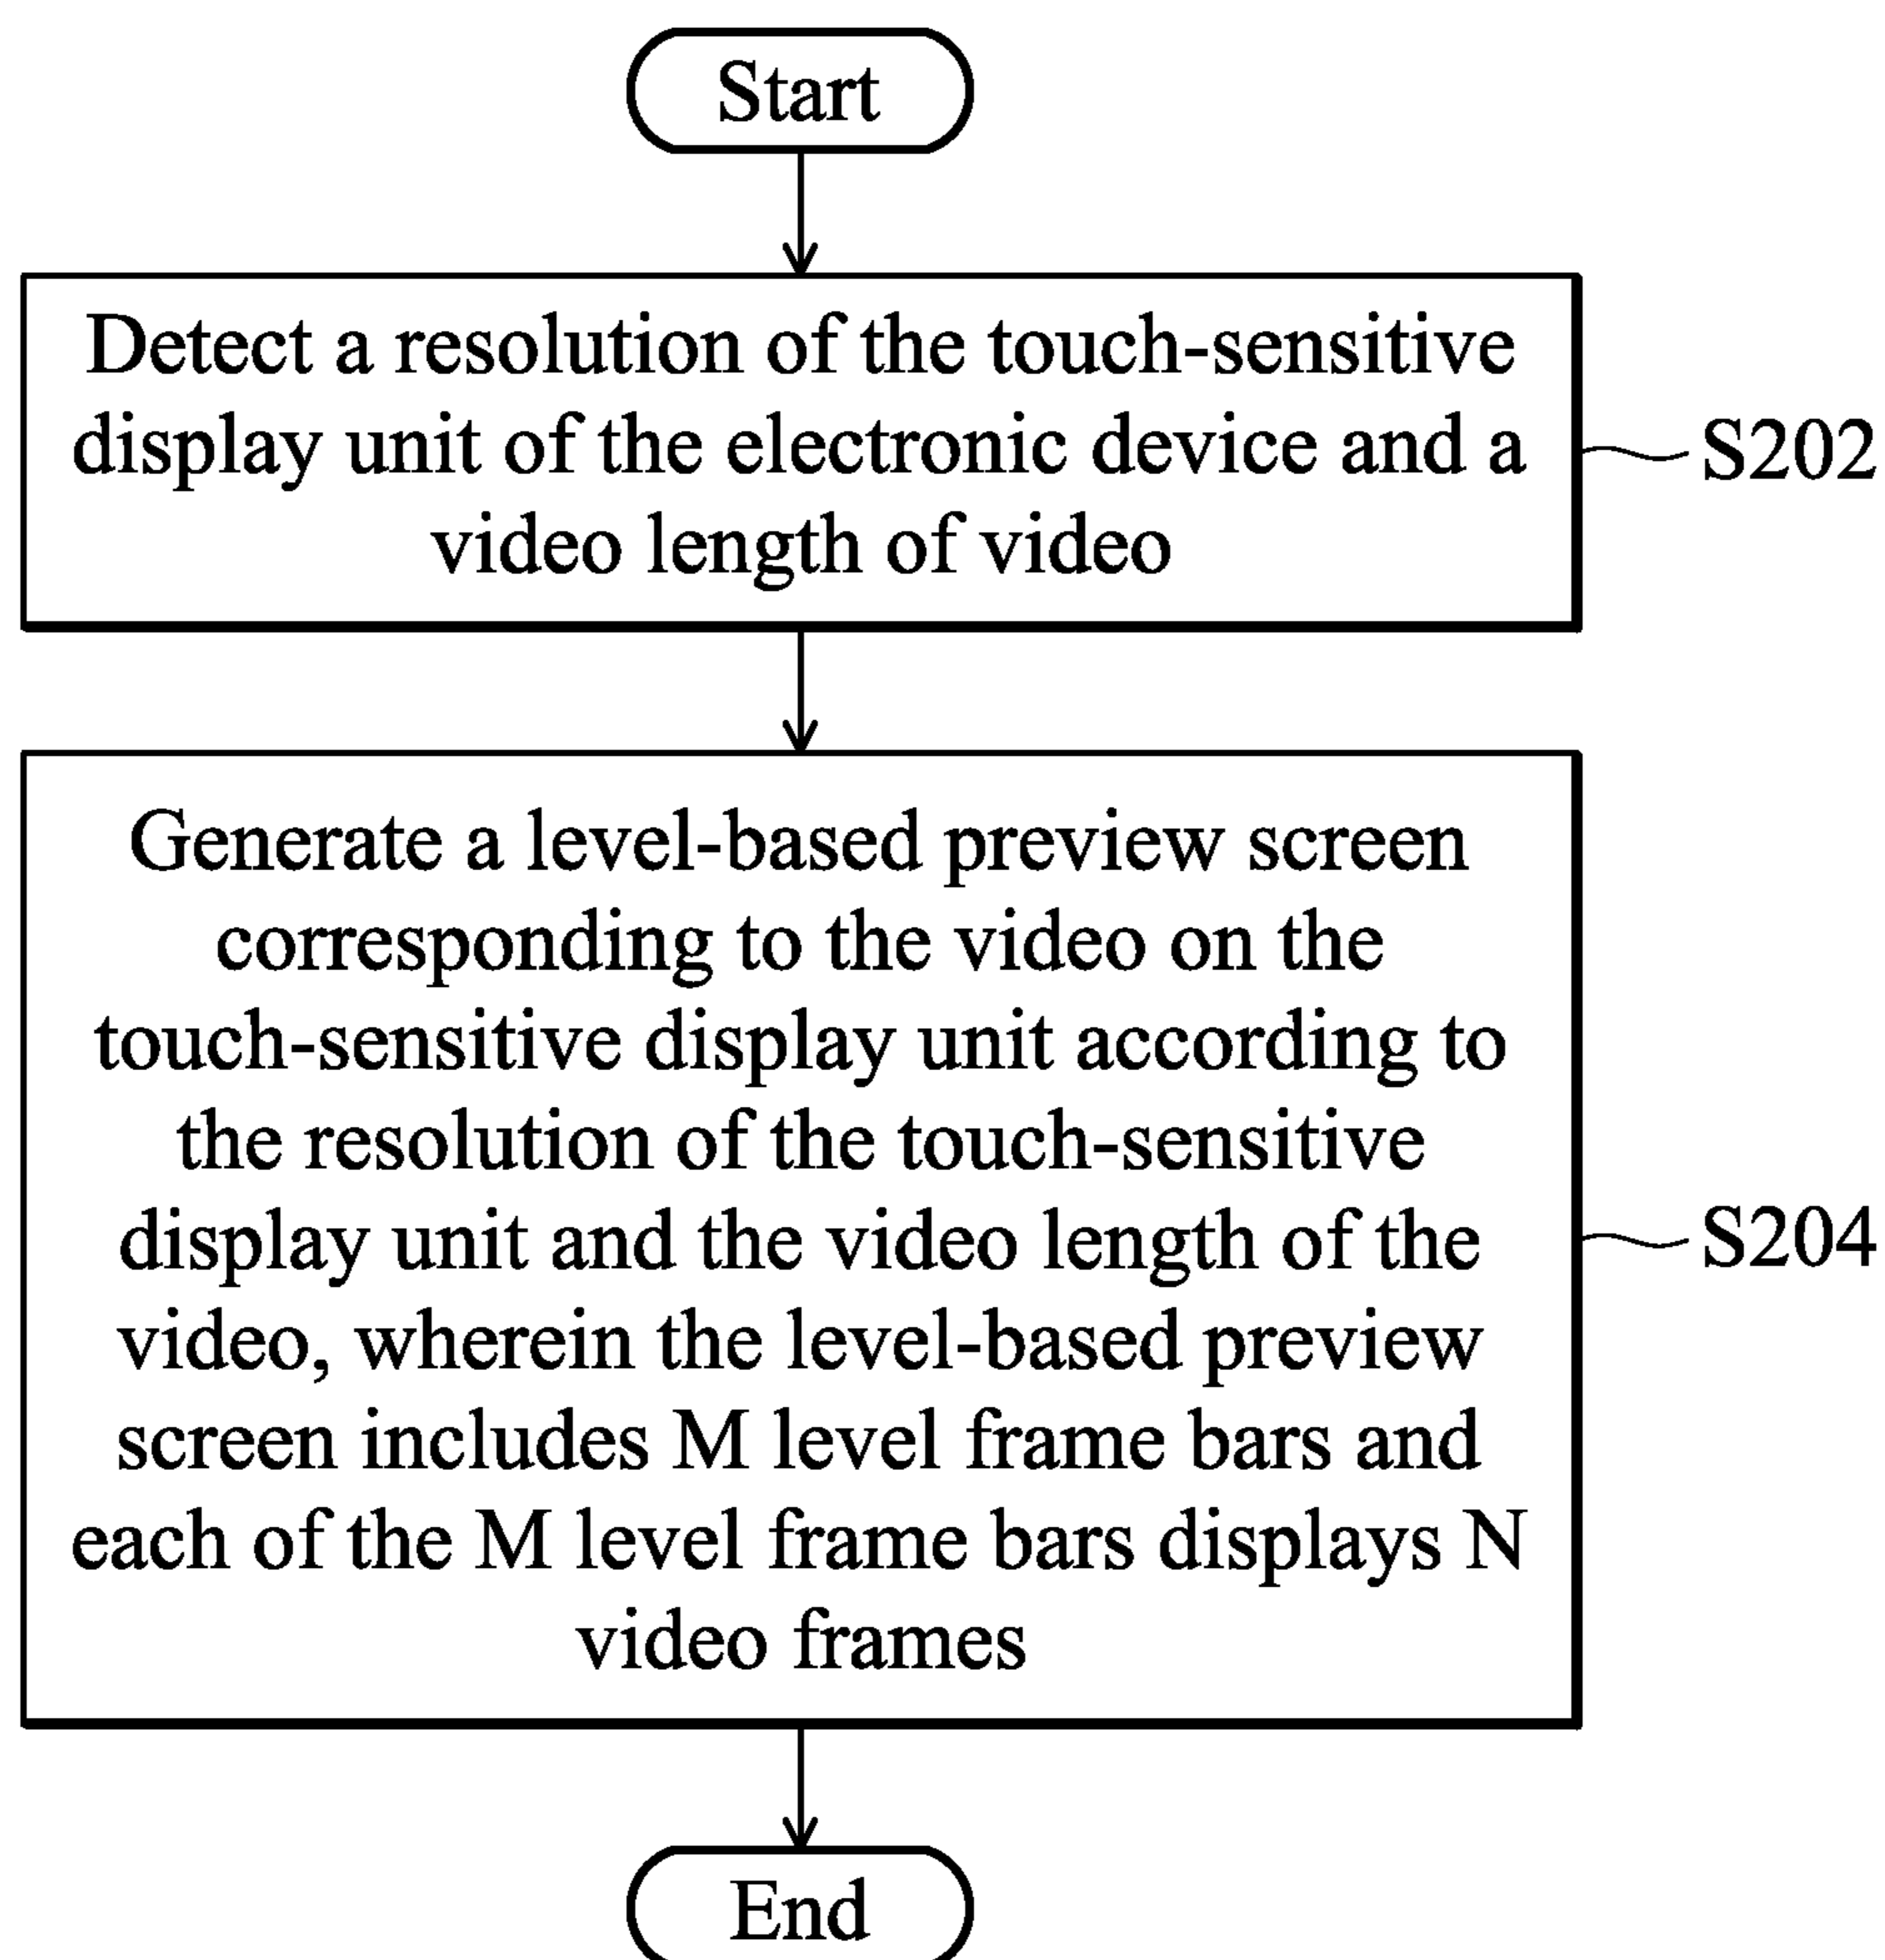 Start
Detect a resolution of the touch-sensitive
display unit of the electronic device and a
video length of video
S202
Generate a level-based preview screen
corresponding to the video on the
touch-sensitive display unit according to
the resolution of the touch-sensitive
display unit and the video length of the
video, wherein the level-based preview
screen includes M level frame bars and
each of the M level frame bars displays N
video frames
S204
End